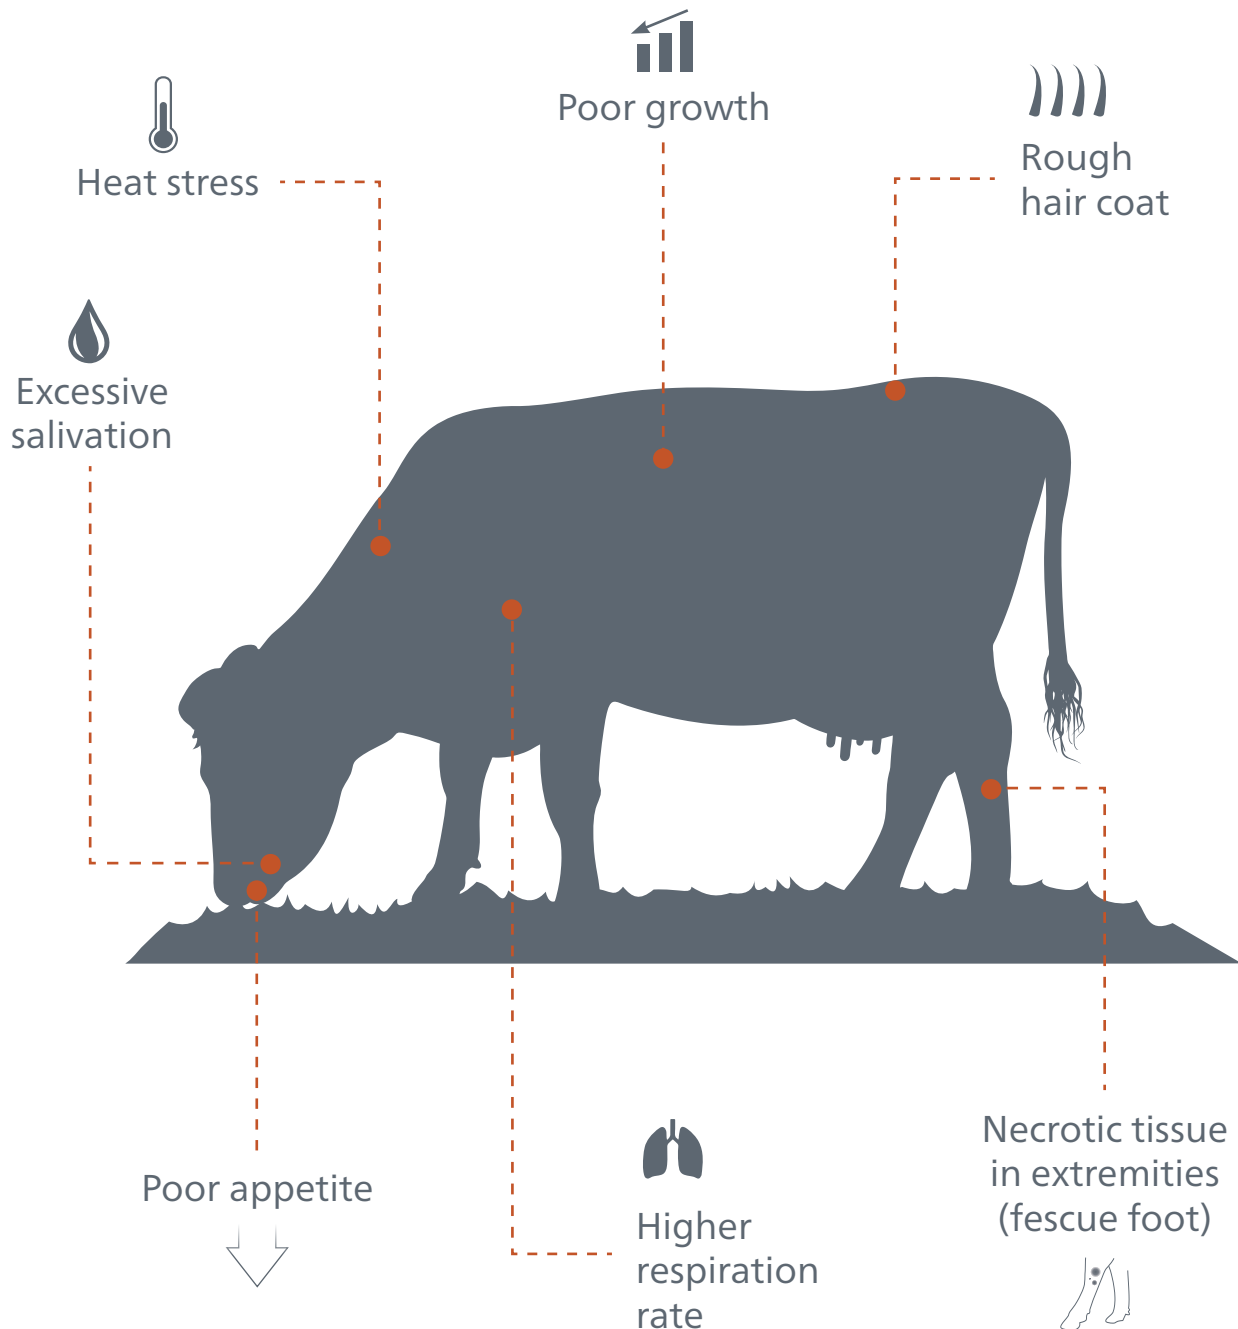 Poor growth
Heat stress
Rough
hair coat
Excessive
salivation
Poor appetite
Higher
respiration
rate
Necrotic tissue
in extremities
(fescue foot)